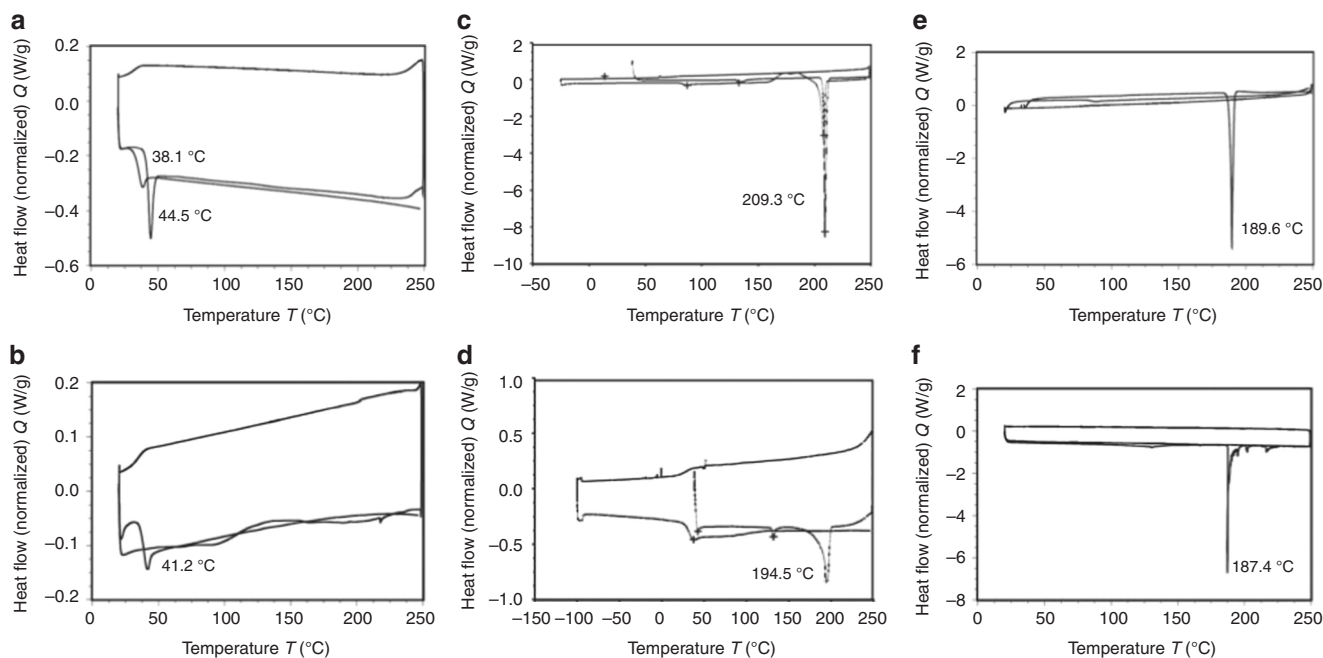 a
Heat flow (normalized) Q (W/g)
0.2
0.0
–0.2
–0.4
–0.6
38.1 °C
44.5 °C
0
50
100
150
200
250
Temperature T (°C)
c
Heat flow (normalized) Q (W/g)
2
0
–2
–4
–6
–8
–10
209.3 °C
–50
0
50
100
150
200
250
Temperature T (°C)
e
Heat flow (normalized) Q (W/g)
2
0
–2
–4
–6
189.6 °C
0
50
100
150
200
250
Temperature T (°C)
b
Heat flow (normalized) Q (W/g)
0.2
0.1
0.0
–0.1
–0.2
41.2 °C
0
50
100
150
200
250
Temperature T (°C)
d
Heat flow (normalized) Q (W/g)
1.0
0.5
0.0
–0.5
–1.0
194.5 °C
–150
–100
–50
0
50
100
150
200
250
Temperature T (°C)
f
Heat flow (normalized) Q (W/g)
2
0
–2
–4
–6
–8
187.4 °C
0
50
100
150
200
250
Temperature T (°C)